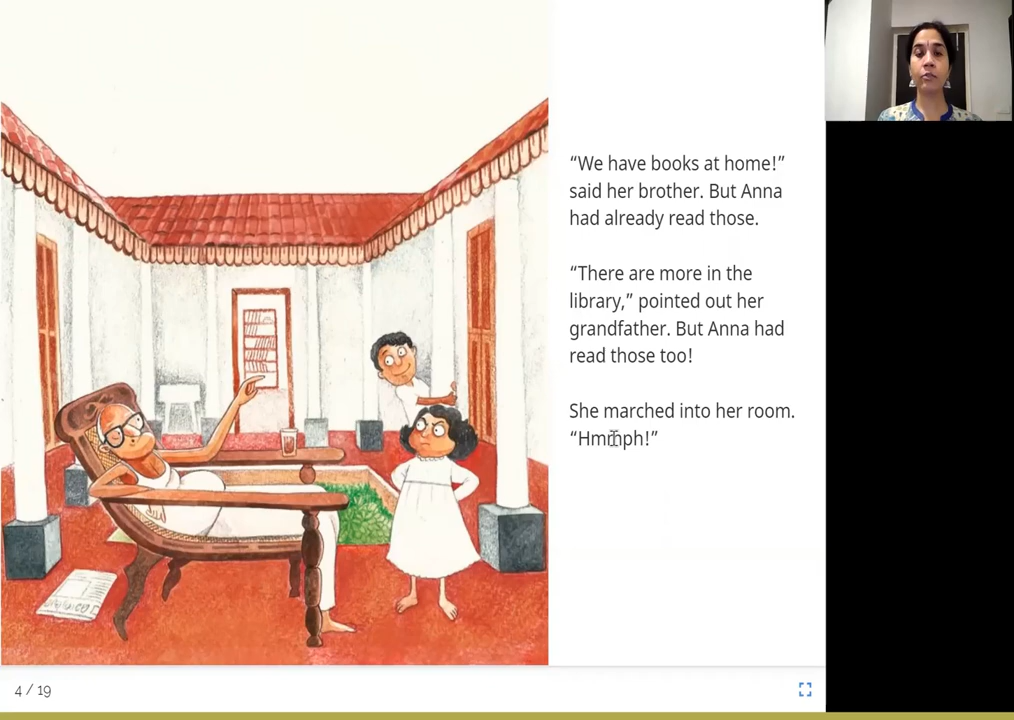 “We have books at home!”
said her brother. But Anna
had already read those.
“There are more in the
library,” pointed out her
grandfather. But Anna had
read those too!
She marched into her room.
“Hmmph!”
4 / 19